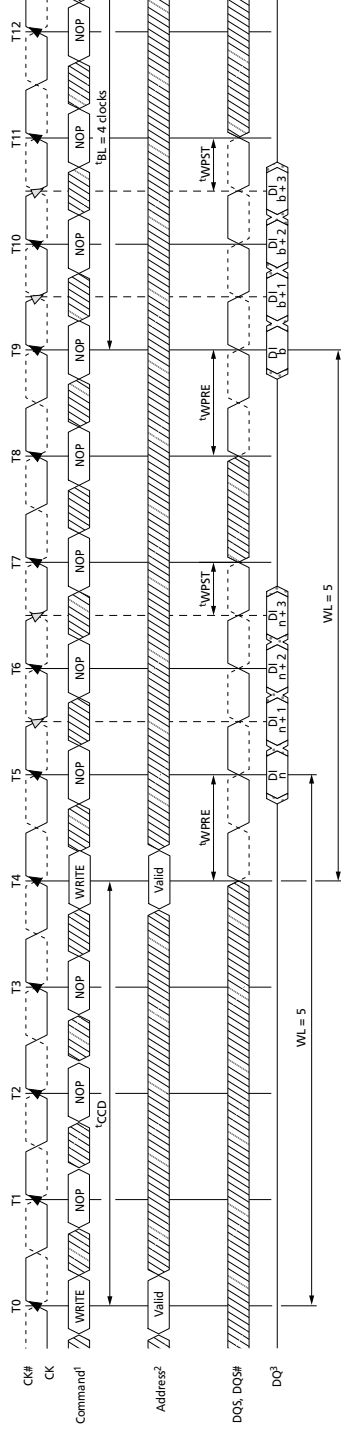 T0 T1 T2 T3 T4 T5 T6 T7 T8 T9 T10 T11 T12
CK#
CK
Command1 WRITE NOP NOP NOP WRITE NOP NOP NOP NOP NOP NOP NOP NOP
tCCD tBL = 4 clocks
Address2 Valid Valid
tWPRE tWPST tWPRE tWPST
DQS, DQS#
DQ3 DI n DI n + 1 DI n + 2 DI n + 3 DI b DI b + 1 DI b + 2 DI b + 3
WL = 5
WL = 5